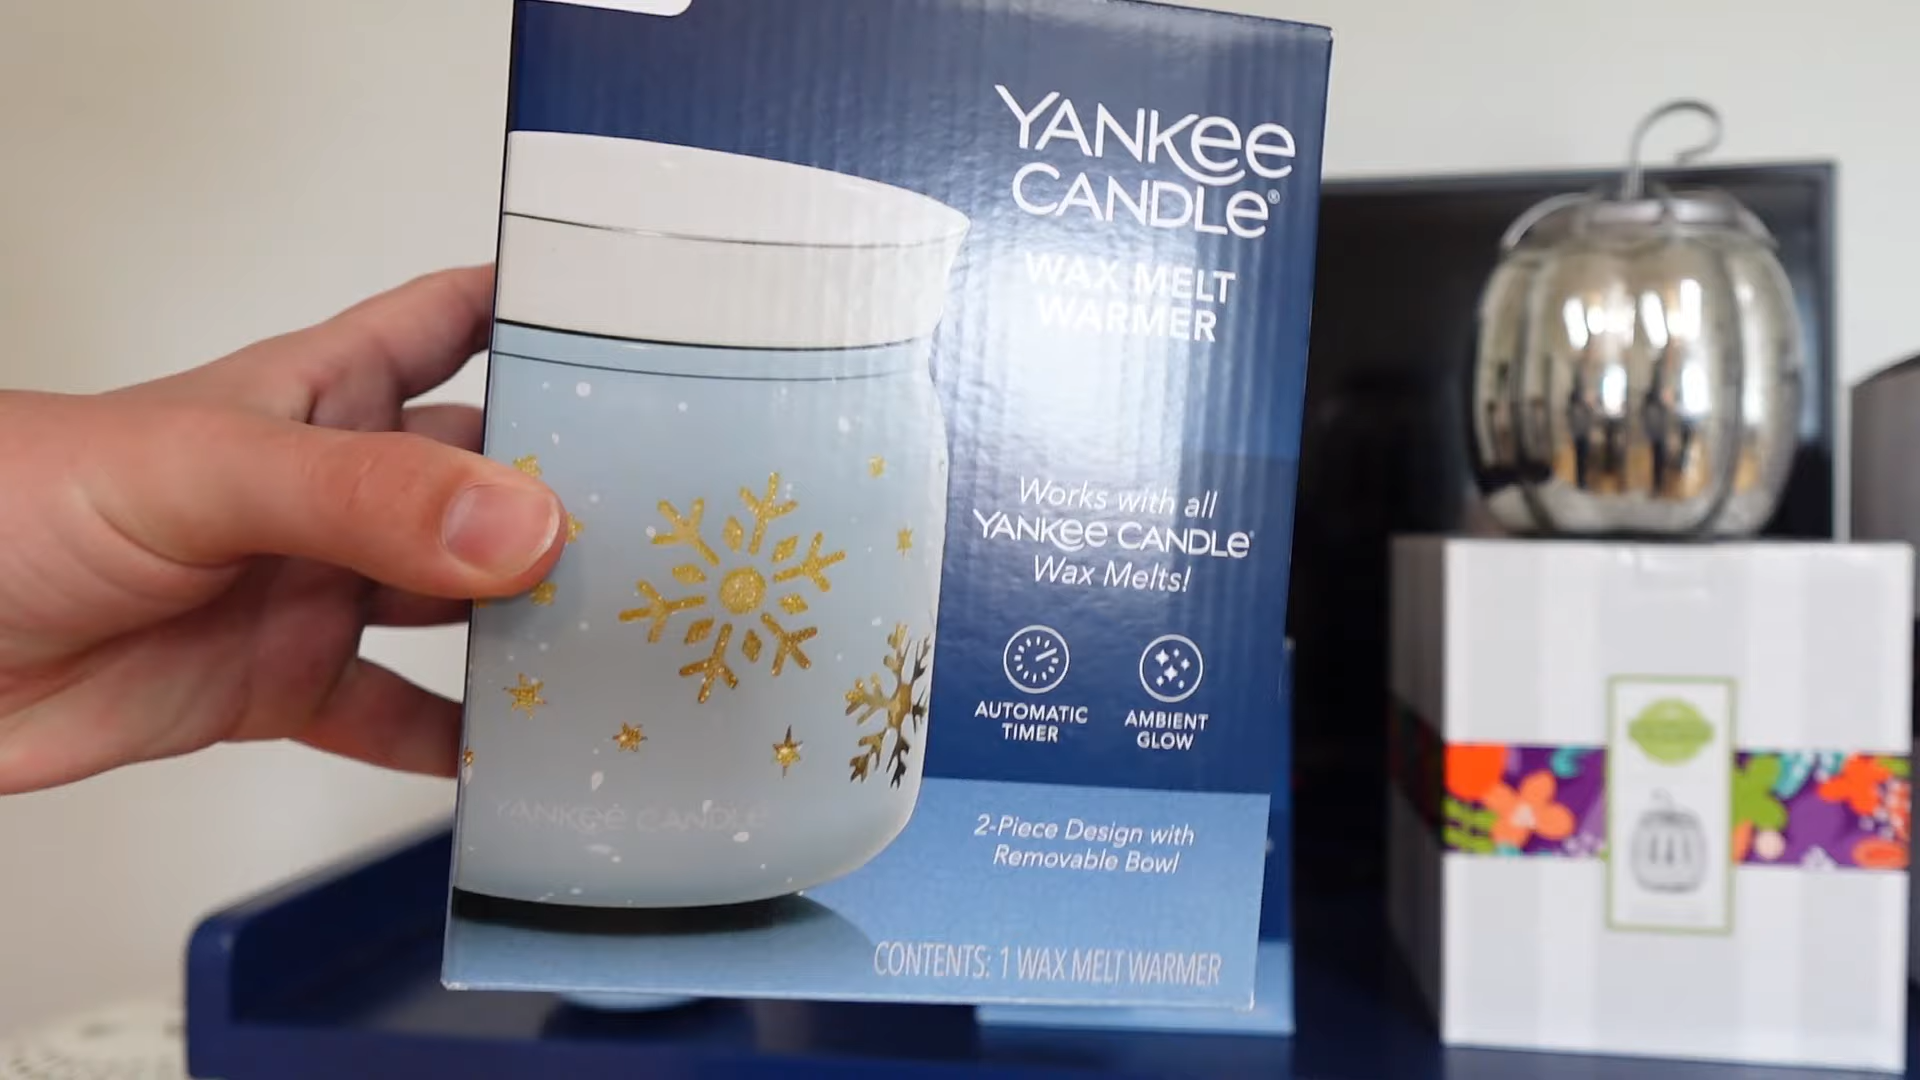 YANKEE
CANDLE®
WAX MELT
WARMER
Works with all
YANKEE CANDLE®
Wax Melts!
AUTOMATIC
TIMER
AMBIENT
GLOW
2-Piece Design with
Removable Bowl
CONTENTS: 1 WAX MELT WARMER
YANKEE CANDLE